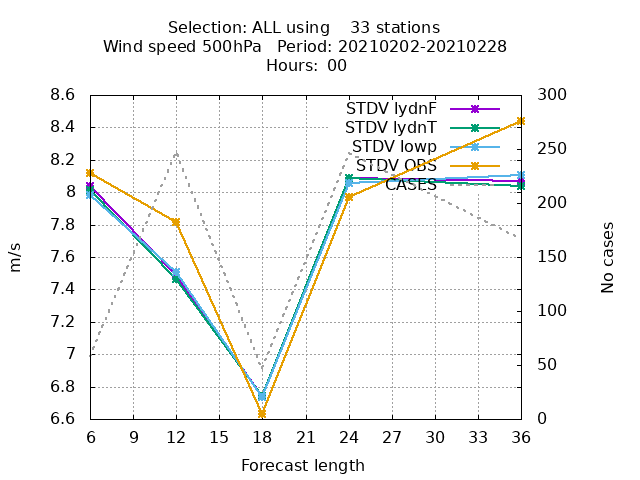 Selection: ALL using    33 stations
Wind speed 500hPa   Period: 20210202-20210228
Hours:  00
8.6
8.4
8.2
8
7.8
7.6
7.4
7.2
7
6.8
6.6
300
250
200
150
100
50
0
6 9 12 15 18 21 24 27 30 33 36
m/s
No cases
Forecast length
STDV lydnF
STDV lydnT
STDV lowp
STDV OBS
CASES